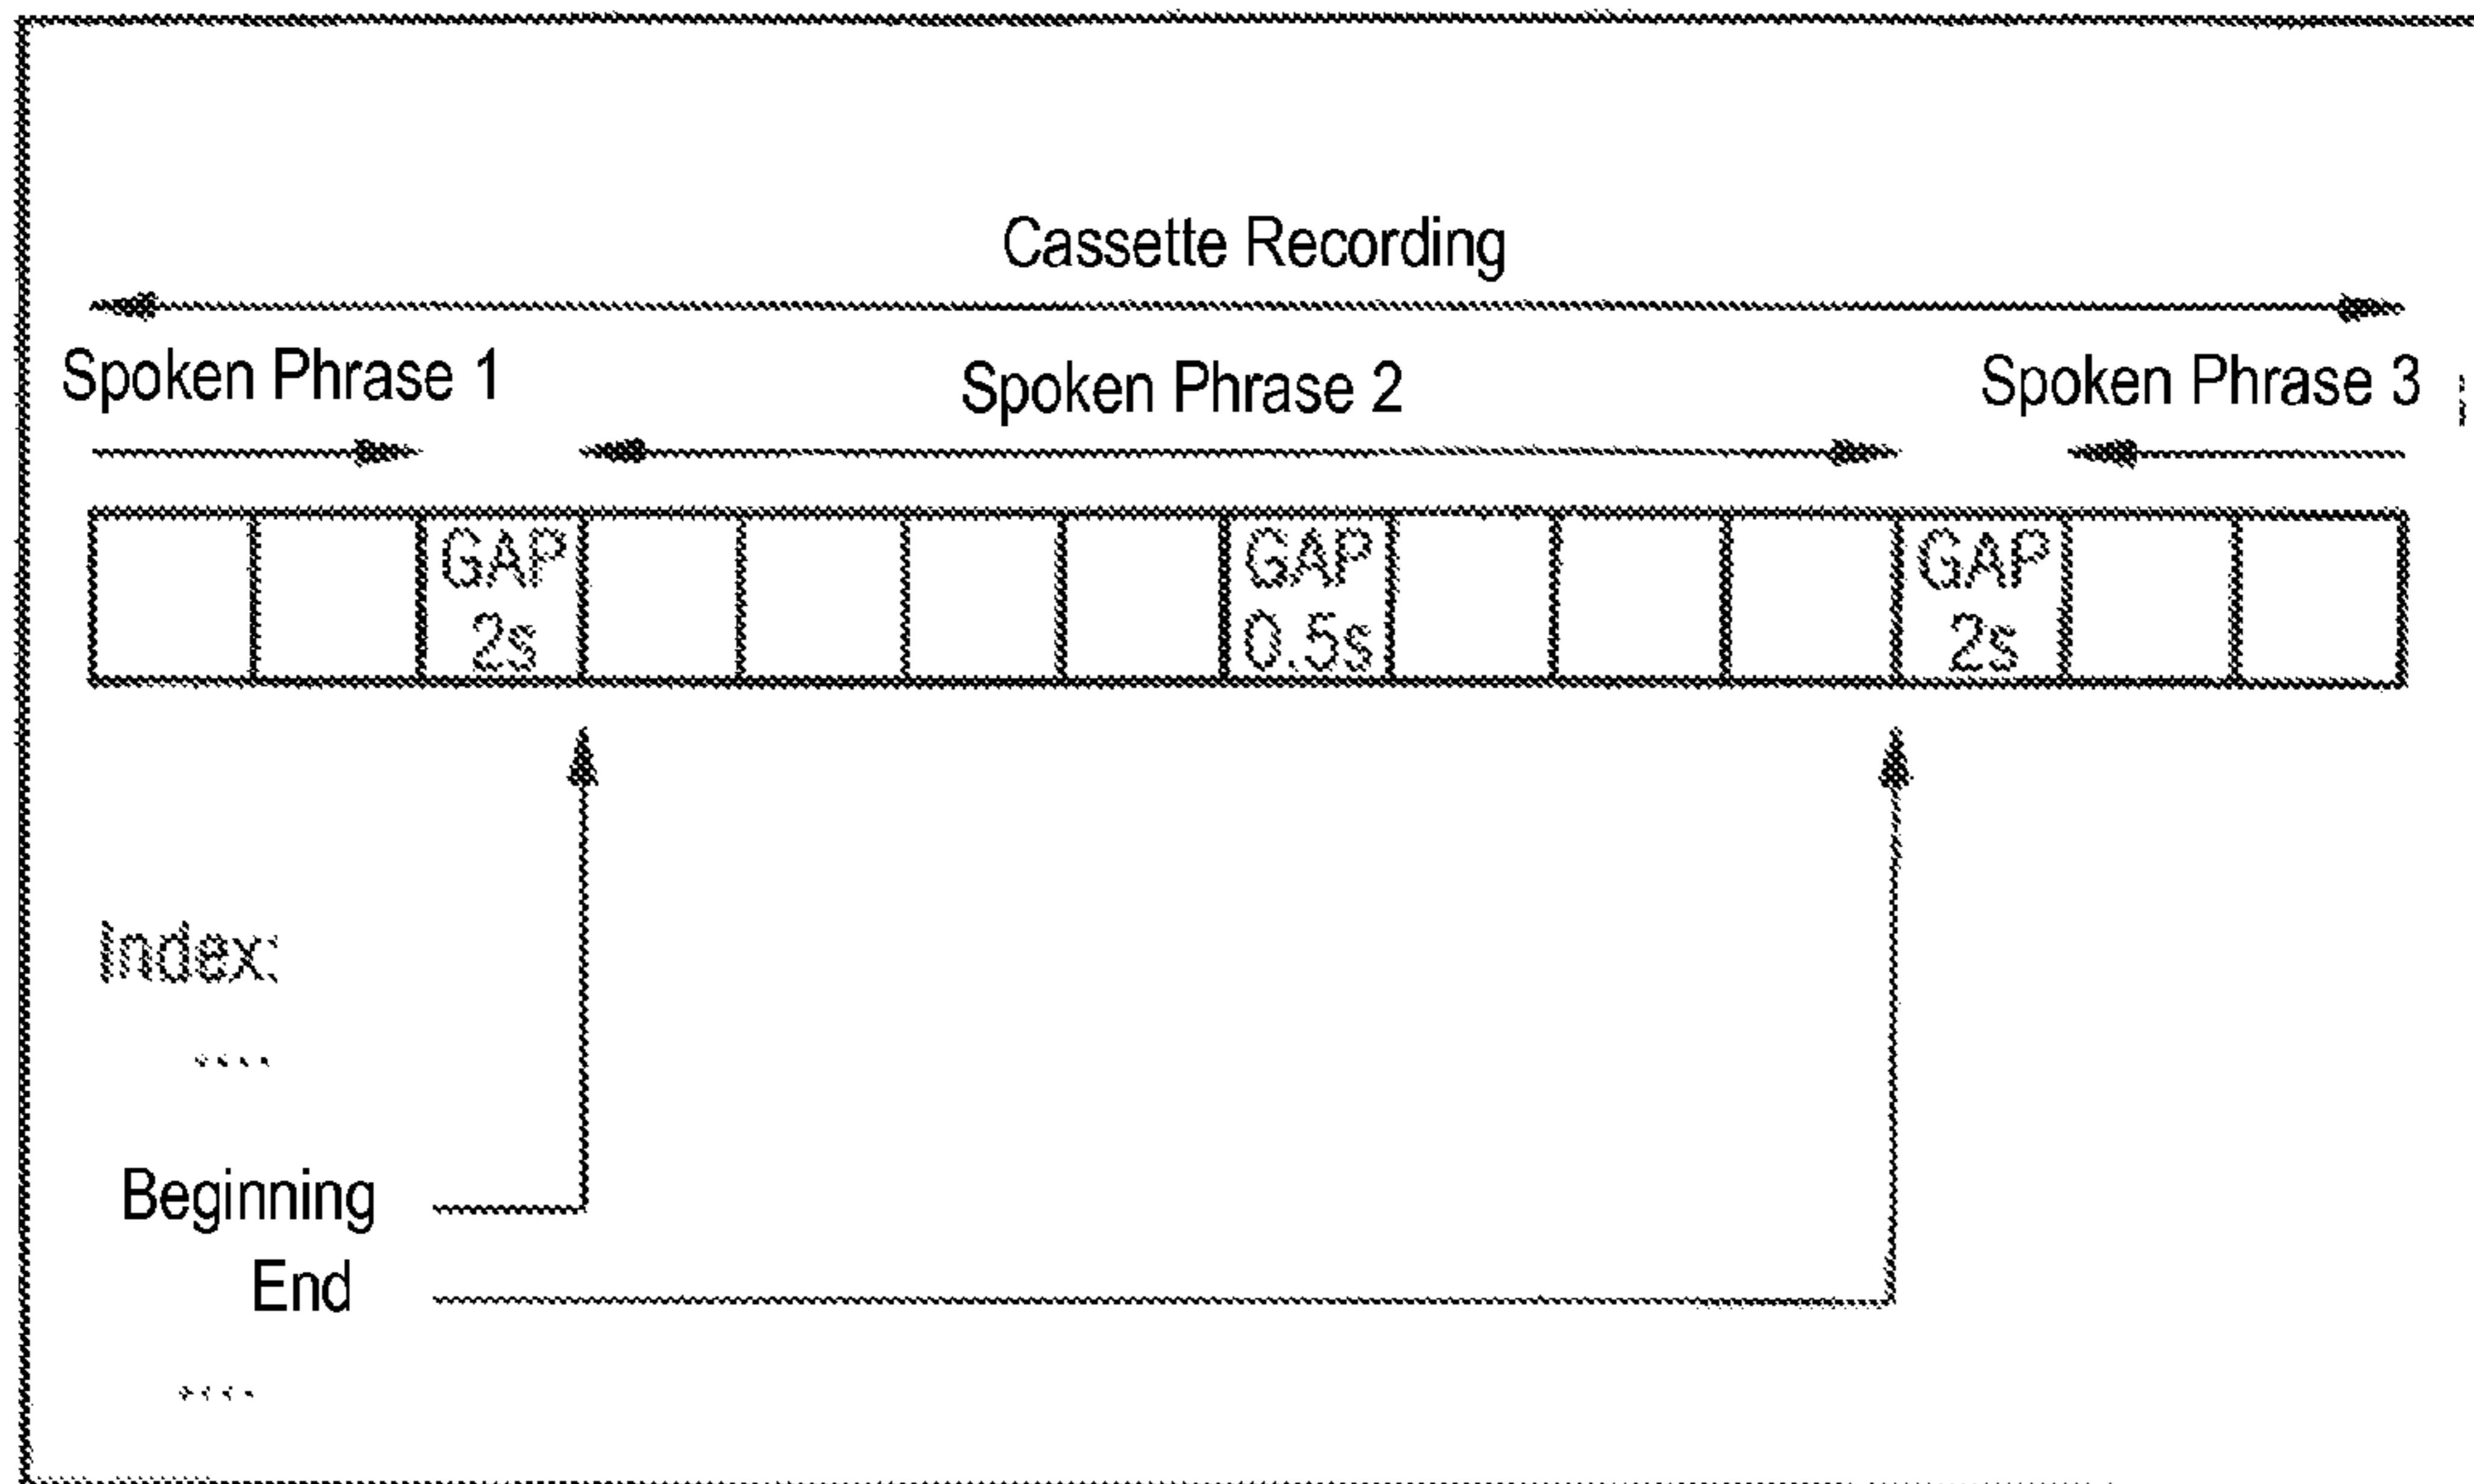 Cassette Recording
Spoken Phrase 1
Spoken Phrase 2
Spoken Phrase 3
GAP
2s
GAP
0.5s
GAP
2s
Index:
....
Beginning
End
....